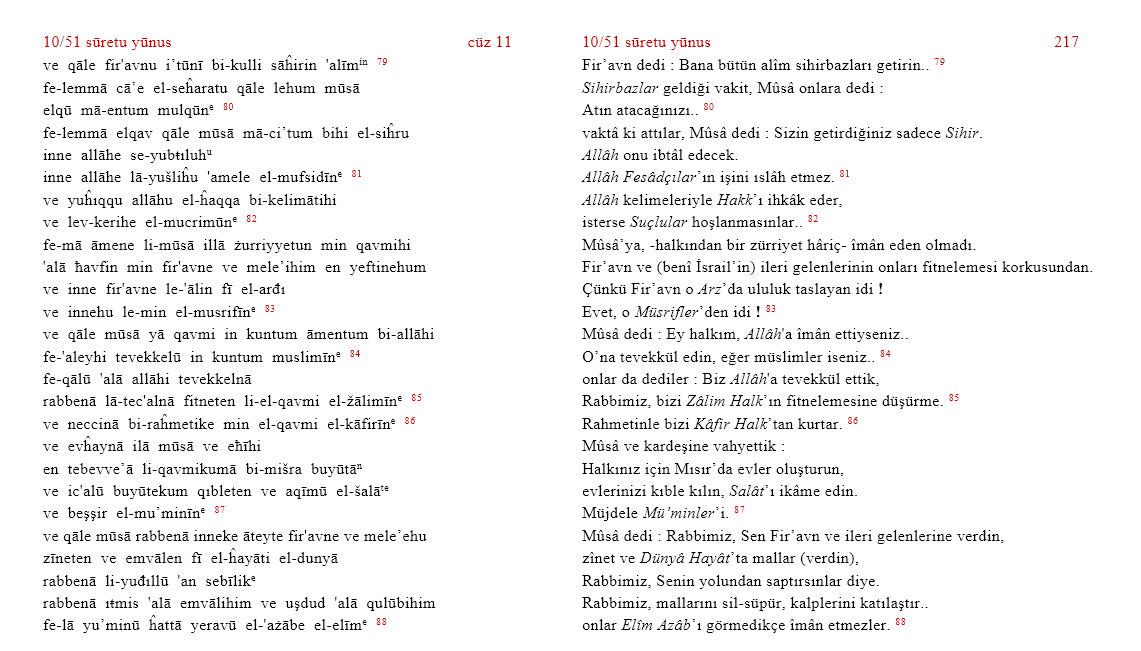 10/51 sūretu yūnus cüz 11
ve qāle fir'avnu i’tūnī bi-kulli sāĥirin 'alīmⁱⁿ 79
fe-lemmā cā’e el-seĥaratu qāle lehum mūsā
elqū mā-entum mulqūnᵉ 80
fe-lemmā elqav qāle mūsā mā-ci’tum bihi el-siĥru
inne allāhe se-yubŧıluhᵘ
inne allāhe lā-yušliĥu 'amele el-mufsidīnᵉ 81
ve yuĥıqqu allāhu el-ĥaqqa bi-kelimātihi
ve lev-kerihe el-mucrimūnᵉ 82
fe-mā āmene li-mūsā illā żurriyyetun min qavmihi
'alā ħavfin min fir'avne ve mele’ihim en yeftinehum
ve inne fir'avne le-'ālin fī el-arđı
ve innehu le-min el-musrifīnᵉ 83
ve qāle mūsā yā qavmi in kuntum āmentum bi-allāhi
fe-'aleyhi tevekkelū in kuntum muslimīnᵉ 84
fe-qālū 'alā allāhi tevekkelnā
rabbenā lā-tec'alnā fitneten li-el-qavmi el-žālimīnᵉ 85
ve neccinā bi-raĥmetike min el-qavmi el-kāfirīnᵉ 86
ve evĥaynā ilā mūsā ve eħīhi
en tebevve’ā li-qavmikumā bi-mišra buyūtāⁿ
ve ic'alū buyūtekum qıbleten ve aqīmū el-šalāᵗᵉ
ve beşşir el-mu’minīnᵉ 87
ve qāle mūsā rabbenā inneke āteyte fir'avne ve mele’ehu
zīneten ve emvālen fī el-ĥayāti el-dunyā
rabbenā li-yuđıllū 'an sebīlikᵉ
rabbenā ıŧmis 'alā emvālihim ve uşdud 'alā qulūbihim
fe-lā yu’minū ĥattā yeravū el-'ażābe el-elīmᵉ 88
10/51 sūretu yūnus 217
Fir’avn dedi : Bana bütün alîm sihirbazları getirin.. 79
Sihirbazlar geldiği vakit, Mûsâ onlara dedi :
Atın atacağınızı.. 80
vaktâ ki attılar, Mûsâ dedi : Sizin getirdiğiniz sadece Sihir.
Allâh onu ibtâl edecek.
Allâh Fesâdçılar’ın işini ıslâh etmez. 81
Allâh kelimeleriyle Hakk’ı ihkâk eder,
isterse Suçlular hoşlanmasınlar.. 82
Mûsâ’ya, -halkından bir zürriyet hâriç- îmân eden olmadı.
Fir’avn ve (benî İsrail’in) ileri gelenlerinin onları fitnelemesi korkusundan.
Çünkü Fir’avn o Arz’da ululuk taslayan idi !
Evet, o Müsrifler’den idi ! 83
Mûsâ dedi : Ey halkım, Allâh'a îmân ettiyseniz..
O’na tevekkül edin, eğer müslimler iseniz.. 84
onlar da dediler : Biz Allâh'a tevekkül ettik,
Rabbimiz, bizi Zâlim Halk’ın fitnelemesine düşürme. 85
Rahmetinle bizi Kâfir Halk’tan kurtar. 86
Mûsâ ve kardeşine vahyettik :
Halkınız için Mısır’da evler oluşturun,
evlerinizi kıble kılın, Salât’ı ikâme edin.
Müjdele Mü’minler’i. 87
Mûsâ dedi : Rabbimiz, Sen Fir’avn ve ileri gelenlerine verdin,
zînet ve Dünyâ Hayât’ta mallar (verdin),
Rabbimiz, Senin yolundan saptırsınlar diye.
Rabbimiz, mallarını sil-süpür, kalplerini katılaştır..
onlar Elîm Azâb’ı görmedikçe îmân etmezler. 88